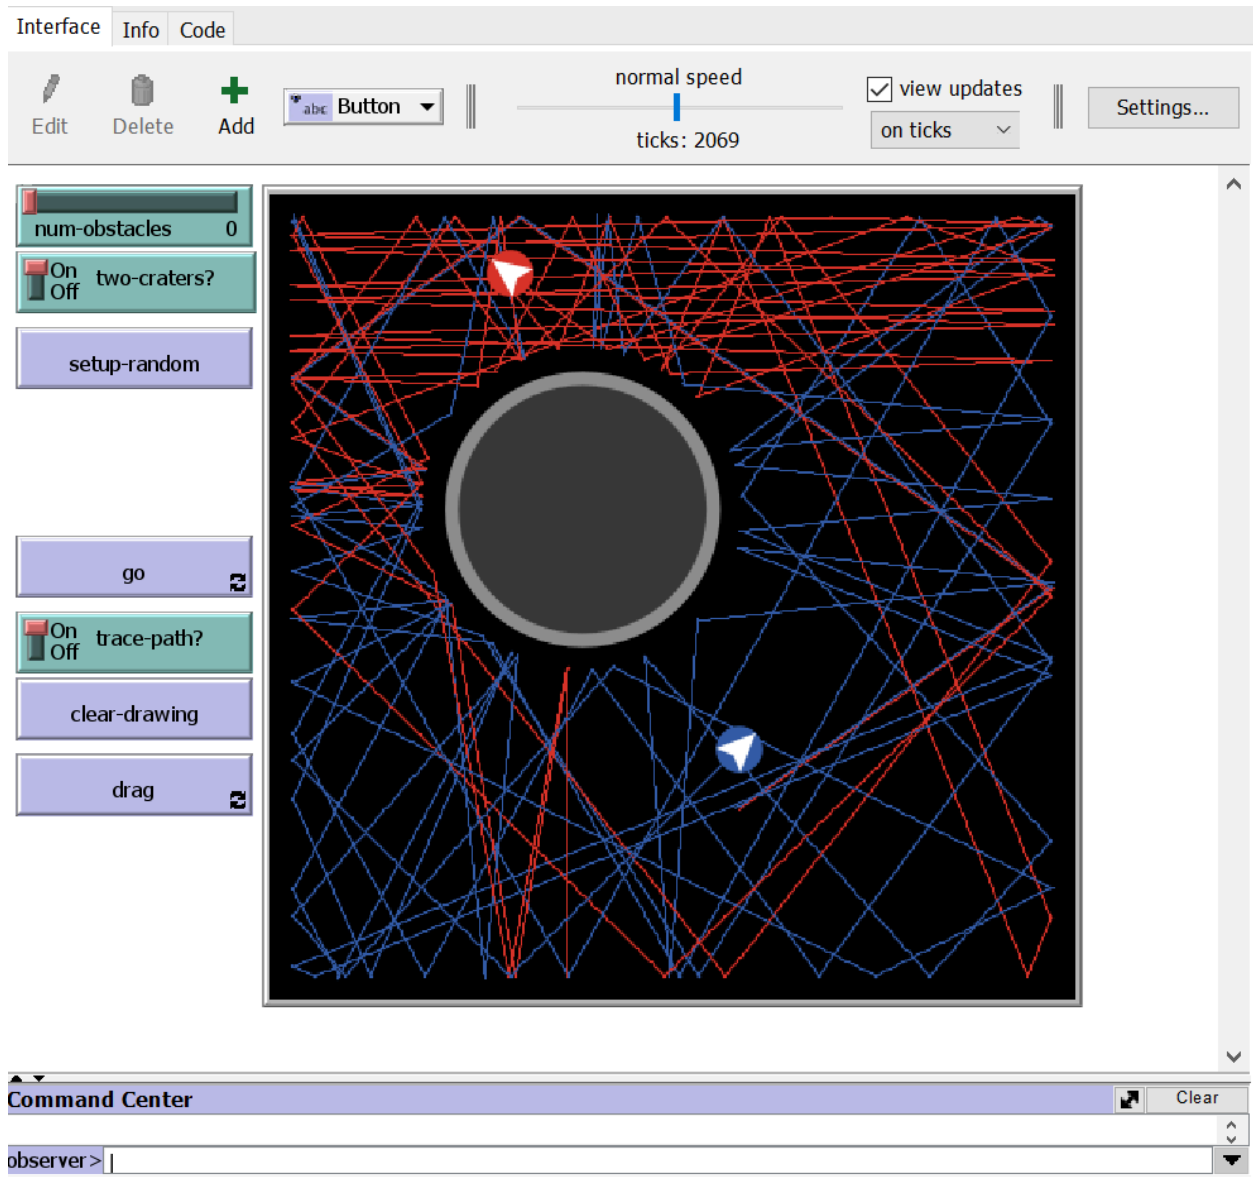 Interface Info Code
Edit Delete Add
abc Button
normal speed
ticks: 2069
view updates
on ticks
Settings...
num-obstacles 0
On
Off
two-craters?
setup-random
go
On
Off
trace-path?
clear-drawing
drag
Command Center
Clear
observer>